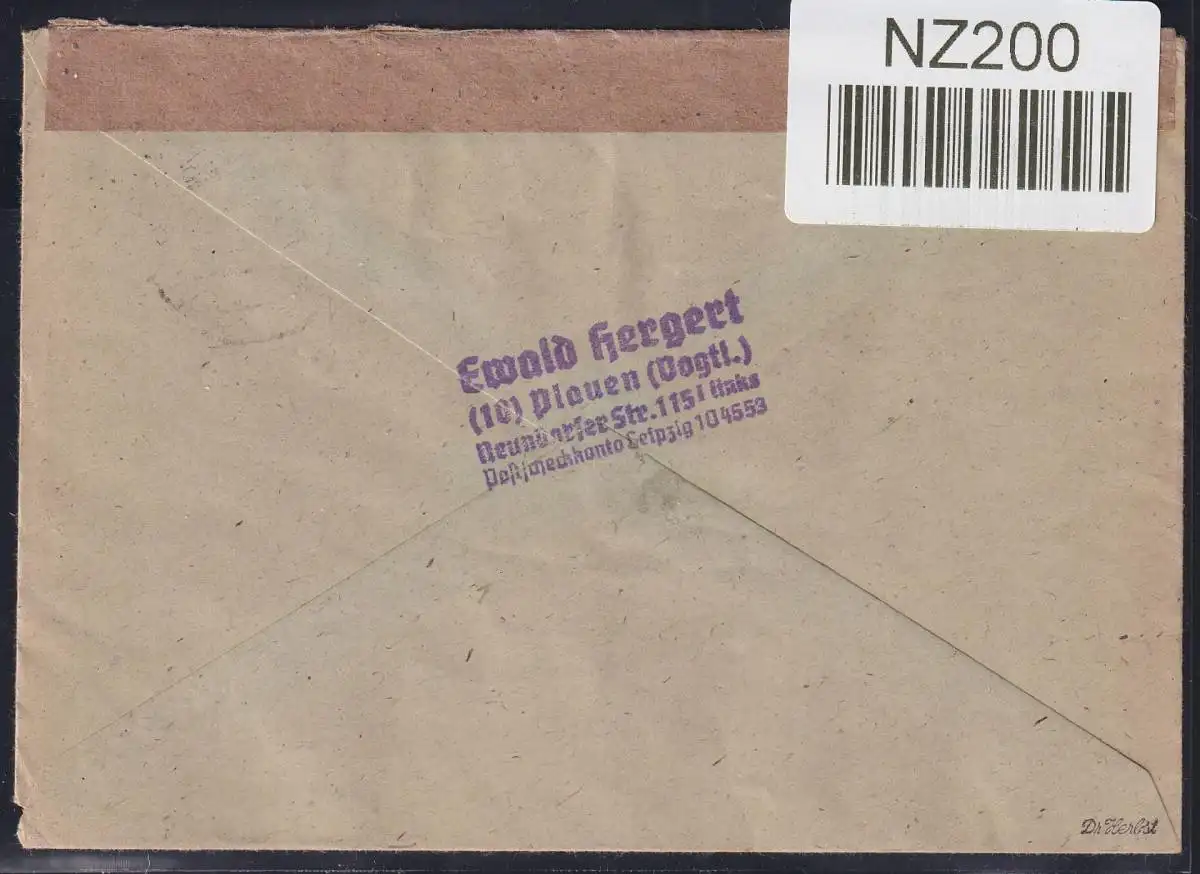 NZ200
Ewald Hergert
(10) Plauen (Vogtl.)
Neundorfer Str. 115 I links
Postscheckkonto Leipzig 104553
Dr Herbst